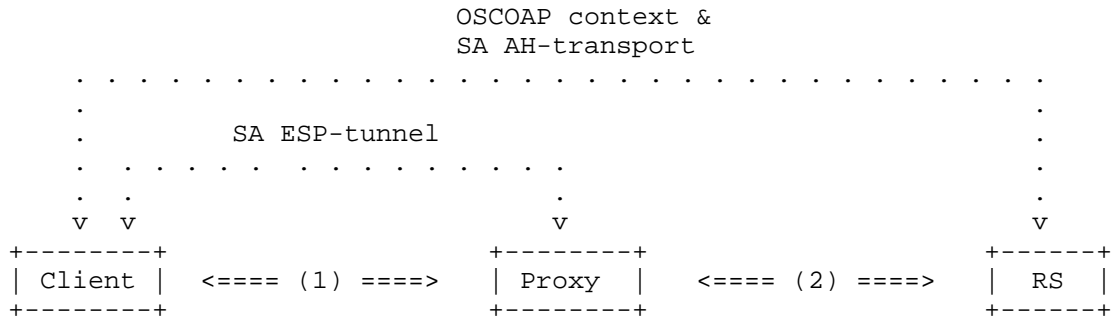 OSCOAP context &
SA AH-transport
SA ESP-tunnel
v v v v
Client <==== (1) ====> Proxy <==== (2) ====> RS